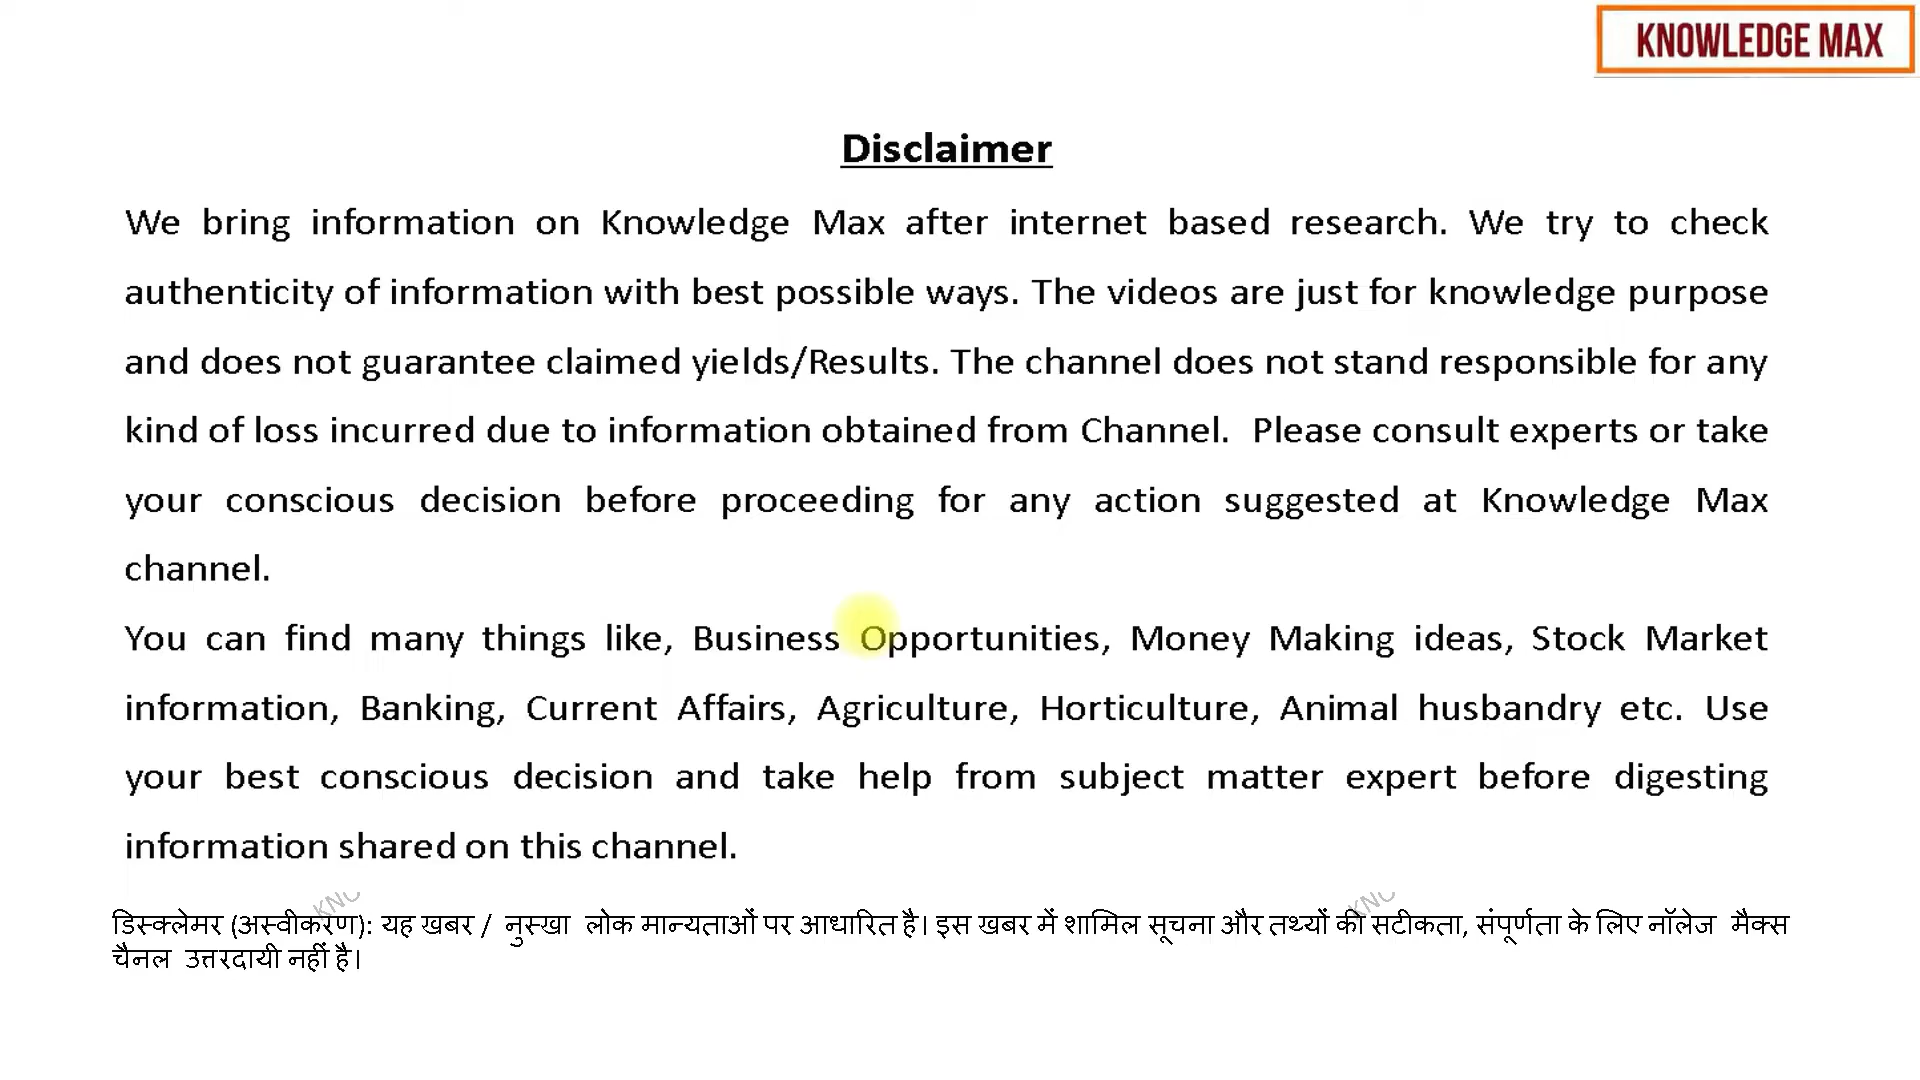 KNOWLEDGE MAX
Disclaimer
We bring information on Knowledge Max after internet based research. We try to check
authenticity of information with best possible ways. The videos are just for knowledge purpose
and does not guarantee claimed yields/Results. The channel does not stand responsible for any
kind of loss incurred due to information obtained from Channel. Please consult experts or take
your conscious decision before proceeding for any action suggested at Knowledge Max
channel.
You can find many things like, Business Opportunities, Money Making ideas, Stock Market
information, Banking, Current Affairs, Agriculture, Horticulture, Animal husbandry etc. Use
your best conscious decision and take help from subject matter expert before digesting
information shared on this channel.
डिस्क्लेमर (अस्वीकरण): यह खबर / नुस्खा लोक मान्यताओं पर आधारित है। इस खबर में शामिल सूचना और तथ्यों की सटीकता, संपूर्णता के लिए नॉलेज मैक्स
चैनल उत्तरदायी नहीं है।